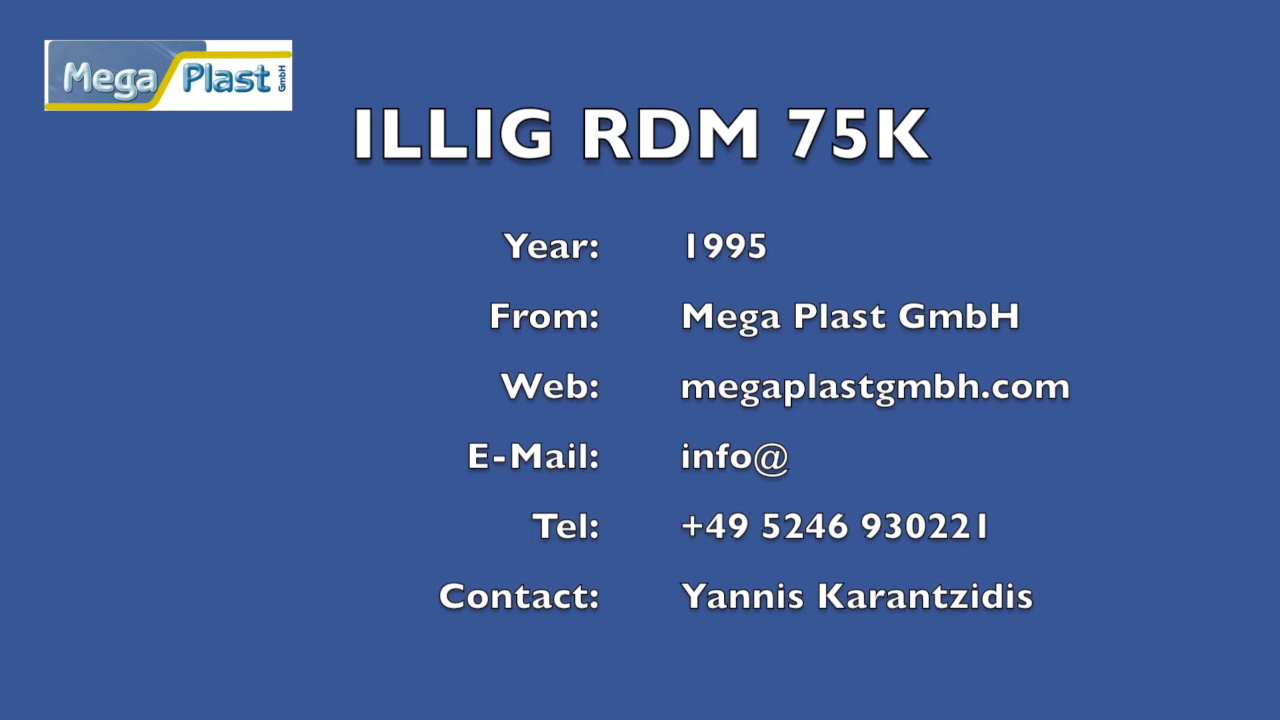 Mega Plast GmbH
ILLIG RDM 75K
Year: 1995
From: Mega Plast GmbH
Web: megaplastgmbh.com
E-Mail: info@
Tel: +49 5246 930221
Contact: Yannis Karantzidis